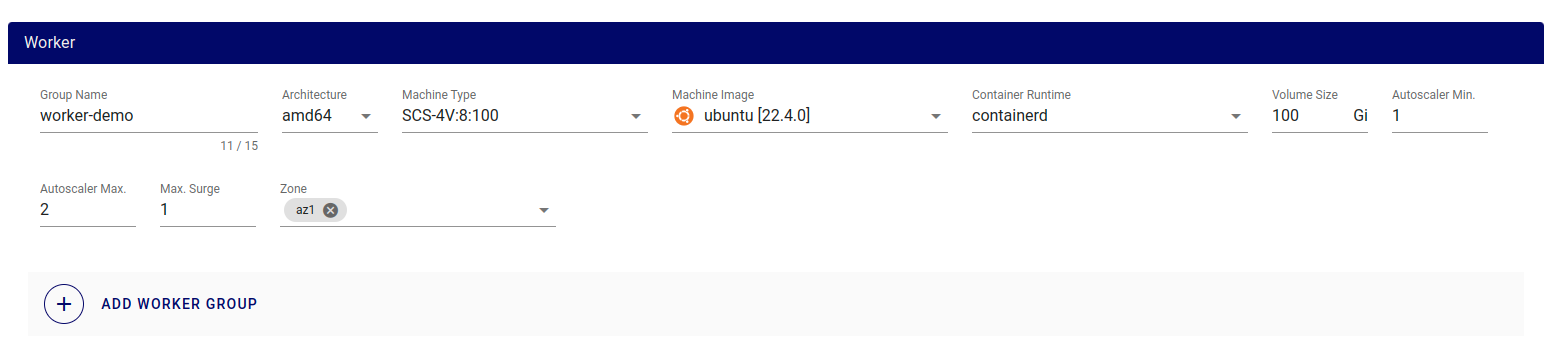 Worker
Group Name Architecture Machine Type Machine Image Container Runtime Volume Size Autoscaler Min.
worker-demo amd64 SCS-4V:8:100 ubuntu [22.4.0] containerd 100 Gi 1
11 / 15
Autoscaler Max. Max. Surge Zone
2 1 az1
ADD WORKER GROUP